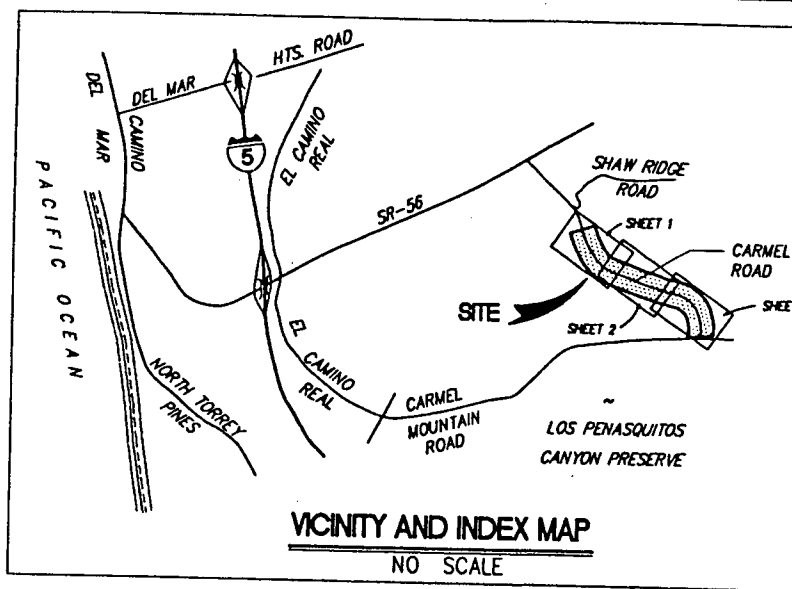 DEL MAR
HTS. ROAD
DEL MAR
CAMINO
PACIFIC OCEAN
5
EL CAMINO
REAL
SR-56
SHAW RIDGE
ROAD
SHEET 1
CARMEL
ROAD
SITE
SHEE
SHEET 2
EL CAMINO
REAL
NORTH TORREY
PINES
CARMEL
MOUNTAIN
ROAD
~
LOS PENASQUITOS
CANYON PRESERVE
VICINITY AND INDEX MAP
NO SCALE